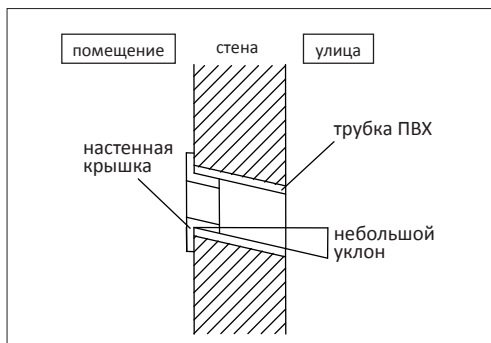 помещение
стена
улица
трубка ПВХ
настенная
крышка
небольшой
уклон